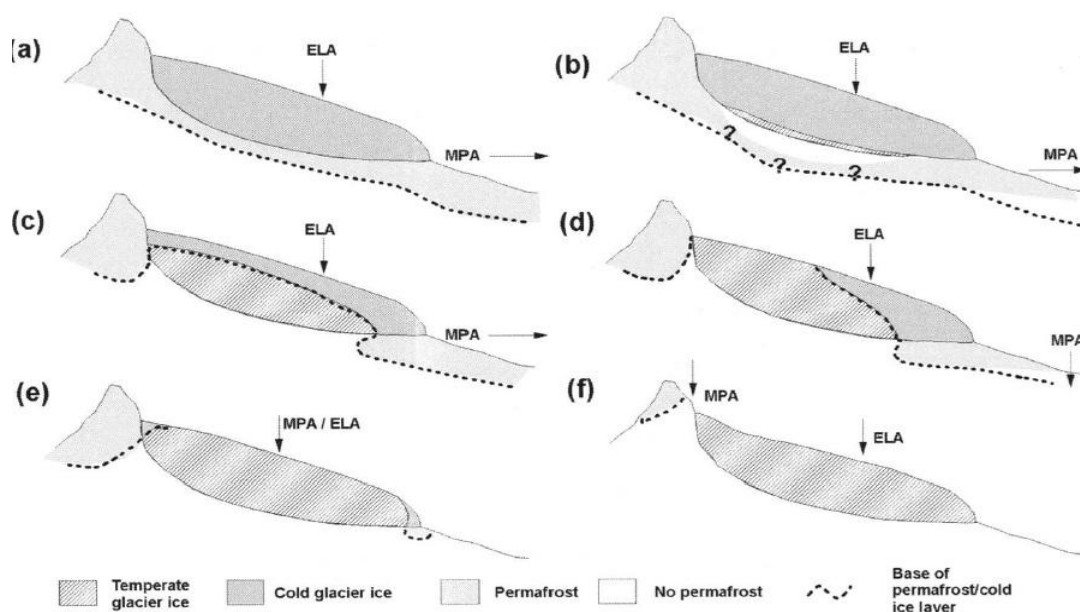 (a)
ELA
MPA
(b)
ELA
MPA
?
?
?
(c)
ELA
MPA
(d)
ELA
MPA
(e)
MPA / ELA
(f)
MPA
ELA
Temperate
glacier ice
Cold glacier ice
Permafrost
No permafrost
Base of
permafrost/cold
ice layer